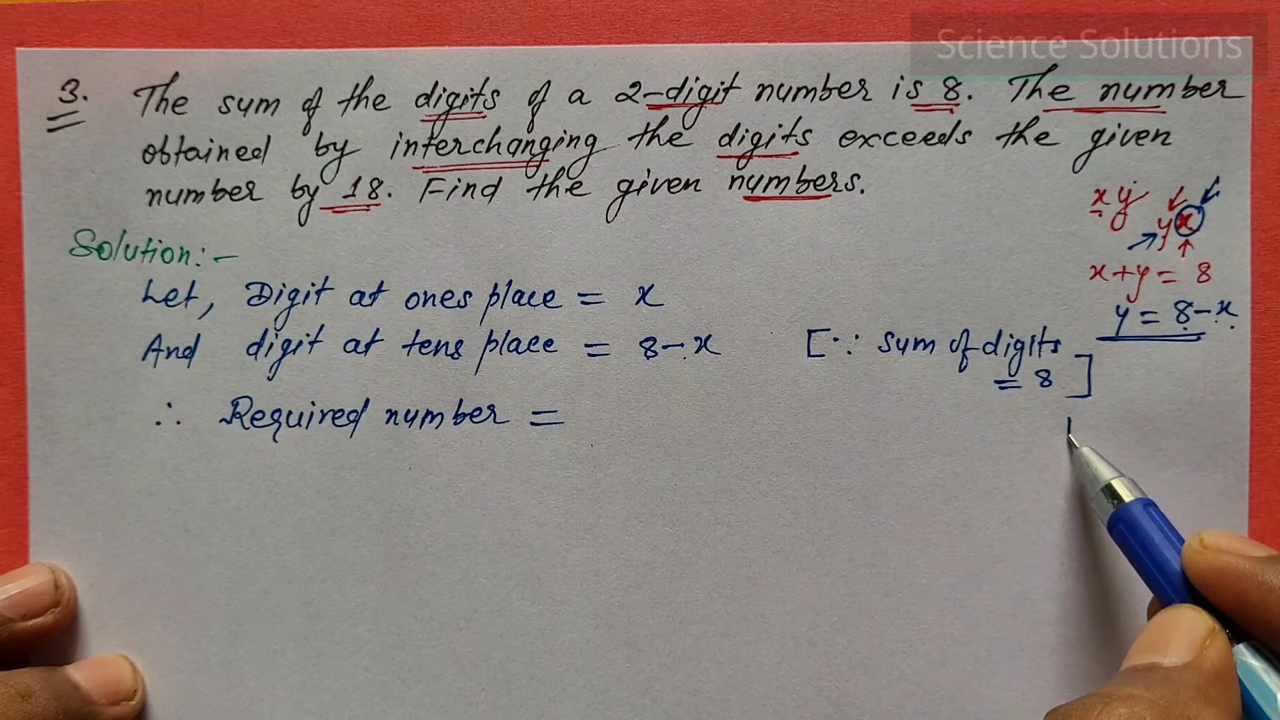 Science Solutions
3. The sum of the digits of a 2-digit number is 8. The number
obtained by interchanging the digits exceeds the given
number by 18. Find the given numbers.
x y
y x
x+y = 8
y = 8-x
Solution:-
Let, Digit at ones place = x
And digit at tens place = 8-x [∵ sum of digits
= 8 ]
∴ Required number =